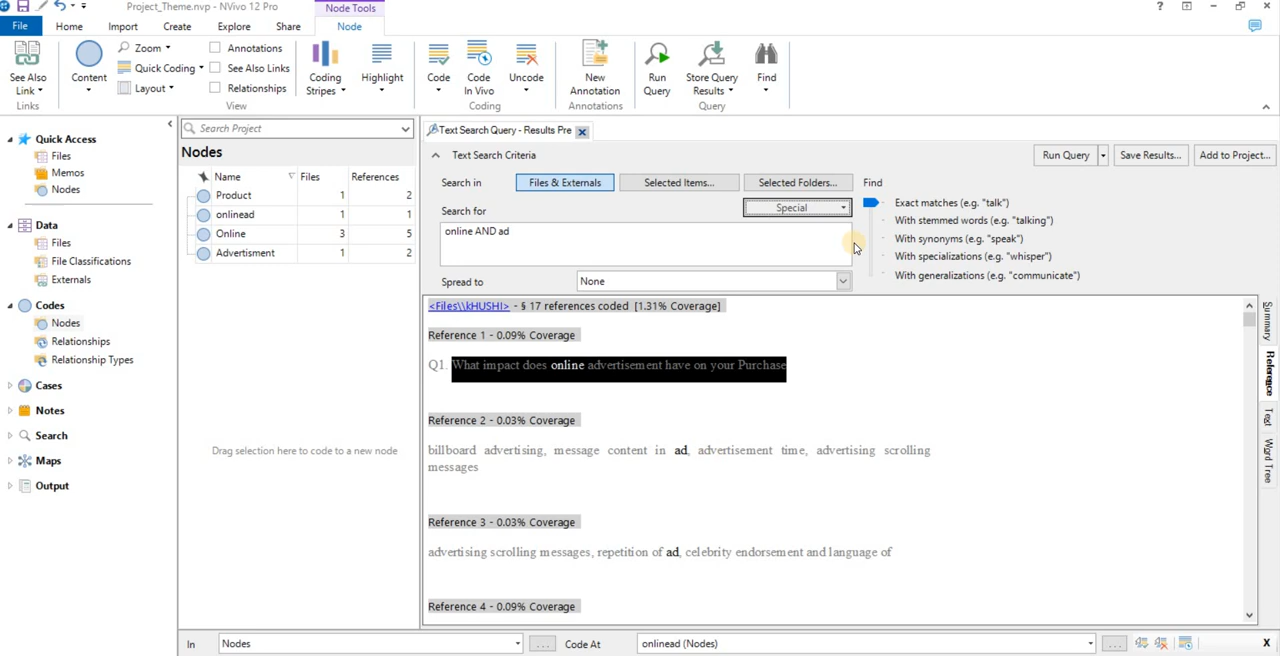 Project_Theme.nvp - NVivo 12 Pro
Node Tools
File Home Import Create Explore Share Node
See Also Link
Links
Content
Zoom
Quick Coding
Layout
Annotations
See Also Links
Relationships
View
Coding Stripes
Highlight
Code
Code In Vivo
Uncode
Coding
New Annotation
Annotations
Run Query
Store Query Results
Find
Query
Quick Access
Files
Memos
Nodes
Data
Files
File Classifications
Externals
Codes
Nodes
Relationships
Relationship Types
Cases
Notes
Search
Maps
Output
Search Project
Nodes
Name Files References
Product 1 2
onlinead 1 1
Online 3 5
Advertisment 1 2
Drag selection here to code to a new node
Text Search Query - Results Pre
Text Search Criteria
Run Query Save Results... Add to Project...
Search in Files & Externals Selected Items... Selected Folders...
Search for Special
online AND ad
Spread to None
Find
Exact matches (e.g. "talk")
With stemmed words (e.g. "talking")
With synonyms (e.g. "speak")
With specializations (e.g. "whisper")
With generalizations (e.g. "communicate")
<Files\\kHUSHI> - § 17 references coded [1.31% Coverage]
Reference 1 - 0.09% Coverage
Q1. What impact does online advertisement have on your Purchase
Reference 2 - 0.03% Coverage
billboard advertising, message content in ad, advertisement time, advertising scrolling
messages
Reference 3 - 0.03% Coverage
advertising scrolling messages, repetition of ad, celebrity endorsement and language of
Reference 4 - 0.09% Coverage
Summary
Reference
Text
Word Tree
In Nodes ... Code At onlinead (Nodes) ... X